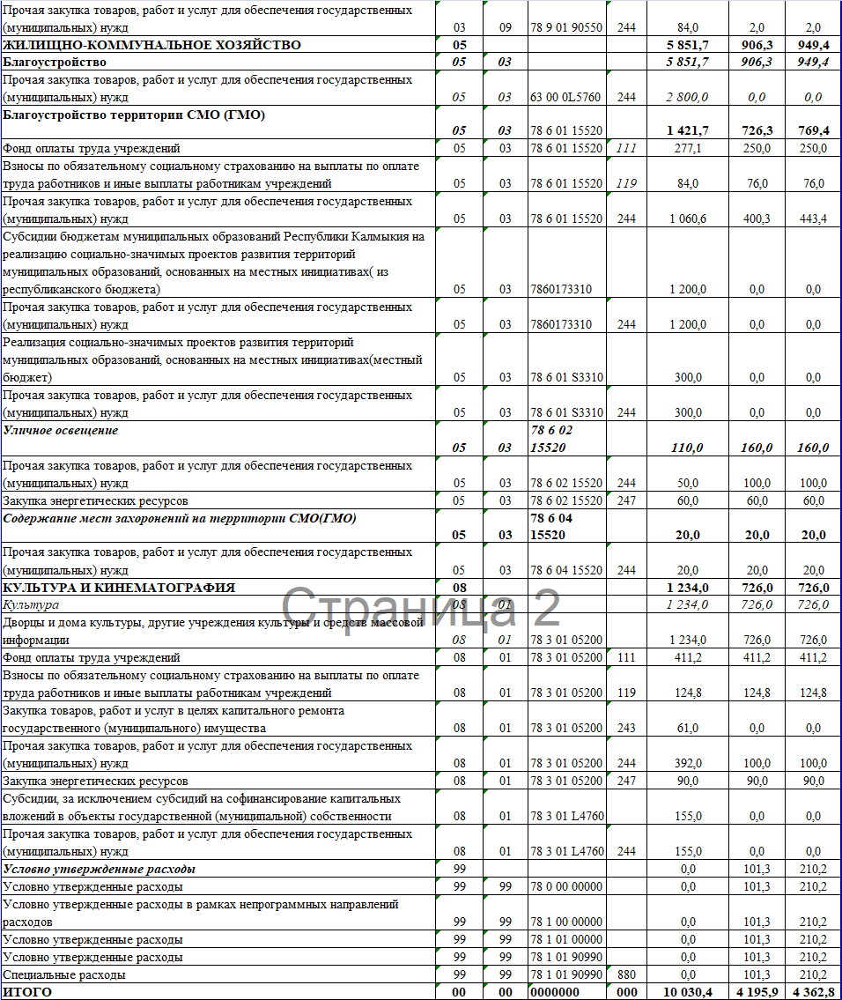 Прочая закупка товаров, работ и услуг для обеспечения государственных
(муниципальных) нужд 03 09 78 9 01 90550 244 84,0 2,0 2,0
ЖИЛИЩНО-КОММУНАЛЬНОЕ ХОЗЯЙСТВО 05 5 851,7 906,3 949,4
Благоустройство 05 03 5 851,7 906,3 949,4
Прочая закупка товаров, работ и услуг для обеспечения государственных
(муниципальных) нужд 05 03 63 00 0L5760 244 2 800,0 0,0 0,0
Благоустройство территории СМО (ГМО)
05 03 78 6 01 15520 1 421,7 726,3 769,4
Фонд оплаты труда учреждений 05 03 78 6 01 15520 111 277,1 250,0 250,0
Взносы по обязательному социальному страхованию на выплаты по оплате
труда работников и иные выплаты работникам учреждений 05 03 78 6 01 15520 119 84,0 76,0 76,0
Прочая закупка товаров, работ и услуг для обеспечения государственных
(муниципальных) нужд 05 03 78 6 01 15520 244 1 060,6 400,3 443,4
Субсидии бюджетам муниципальных образований Республики Калмыкия на
реализацию социально-значимых проектов развития территорий
муниципальных образований, основанных на местных инициативах( из
республиканского бюджета) 05 03 7860173310 1 200,0 0,0 0,0
Прочая закупка товаров, работ и услуг для обеспечения государственных
(муниципальных) нужд 05 03 7860173310 244 1 200,0 0,0 0,0
Реализация социально-значимых проектов развития территорий
муниципальных образований, основанных на местных инициативах(местный
бюджет) 05 03 78 6 01 S3310 300,0 0,0 0,0
Прочая закупка товаров, работ и услуг для обеспечения государственных
(муниципальных) нужд 05 03 78 6 01 S3310 244 300,0 0,0 0,0
Уличное освещение 78 6 02
05 03 15520 110,0 160,0 160,0
Прочая закупка товаров, работ и услуг для обеспечения государственных
(муниципальных) нужд 05 03 78 6 02 15520 244 50,0 100,0 100,0
Закупка энергетических ресурсов 05 03 78 6 02 15520 247 60,0 60,0 60,0
Содержание мест захоронений на территории СМО(ГМО) 78 6 04
05 03 15520 20,0 20,0 20,0
Прочая закупка товаров, работ и услуг для обеспечения государственных
(муниципальных) нужд 05 03 78 6 04 15520 244 20,0 20,0 20,0
КУЛЬТУРА И КИНЕМАТОГРАФИЯ 08 1 234,0 726,0 726,0
Культура 08 01 1 234,0 726,0 726,0
Страница 2
Дворцы и дома культуры, другие учреждения культуры и средств массовой
информации 08 01 78 3 01 05200 1 234,0 726,0 726,0
Фонд оплаты труда учреждений 08 01 78 3 01 05200 111 411,2 411,2 411,2
Взносы по обязательному социальному страхованию на выплаты по оплате
труда работников и иные выплаты работникам учреждений 08 01 78 3 01 05200 119 124,8 124,8 124,8
Закупка товаров, работ и услуг в целях капитального ремонта
государственного (муниципального) имущества 08 01 78 3 01 05200 243 61,0 0,0 0,0
Прочая закупка товаров, работ и услуг для обеспечения государственных
(муниципальных) нужд 08 01 78 3 01 05200 244 392,0 100,0 100,0
Закупка энергетических ресурсов 08 01 78 3 01 05200 247 90,0 90,0 90,0
Субсидии, за исключением субсидий на софинансирование капитальных
вложений в объекты государственной (муниципальной) собственности 08 01 78 3 01 L4760 155,0 0,0 0,0
Прочая закупка товаров, работ и услуг для обеспечения государственных
(муниципальных) нужд 08 01 78 3 01 L4760 244 155,0 0,0 0,0
Условно утвержденные расходы 99 0,0 101,3 210,2
Условно утвержденные расходы 99 99 78 0 00 00000 0,0 101,3 210,2
Условно утвержденные расходы в рамках непрограммных направлений
расходов 99 99 78 1 00 00000 0,0 101,3 210,2
Условно утвержденные расходы 99 99 78 1 01 00000 0,0 101,3 210,2
Условно утвержденные расходы 99 99 78 1 01 90990 0,0 101,3 210,2
Специальные расходы 99 99 78 1 01 90990 880 0,0 101,3 210,2
ИТОГО 00 00 0000000 000 10 030,4 4 195,9 4 362,8